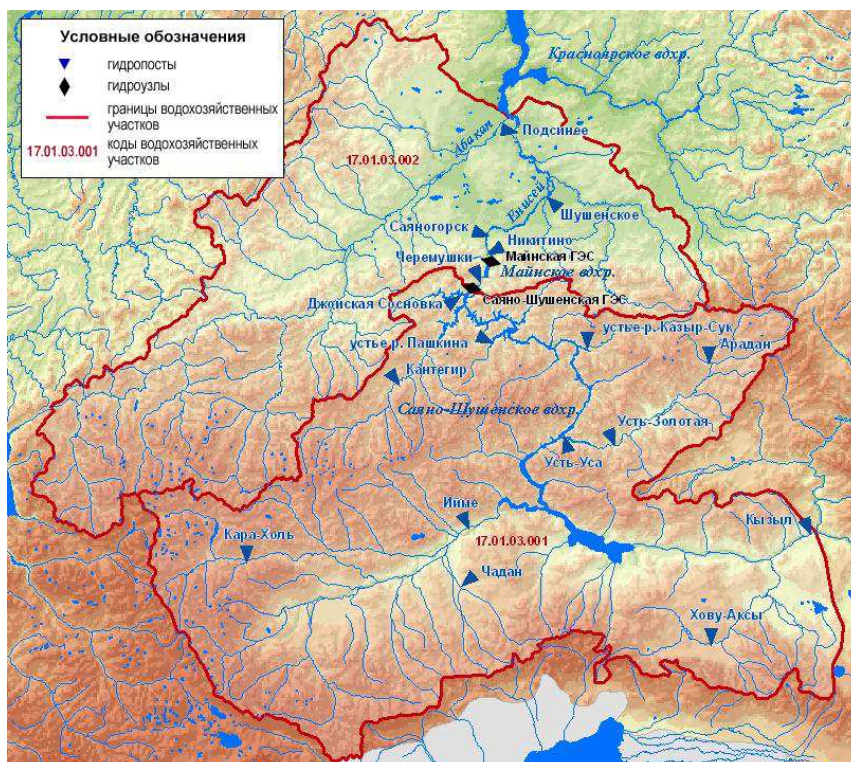 Условные обозначения
гидропосты
гидроузлы
границы водохозяйственных
участков
17.01.03.001 коды водохозяйственных
участков
Красноярское вдхр.
Абакан
Подсинее
17.01.03.002
Енисей
Шушенское
Саяногорск
Никитино
Майнская ГЭС
Черемушки
Майнское вдхр.
Джойская Сосновка
Саяно-Шушенская ГЭС
устье р. Казыр-Сук
устье р. Пашкина
Арадан
Кантегир
Саяно-Шушенское вдхр.
Усть-Золотая
Усть-Уса
Ийме
Кызыл
Кара-Холь
17.01.03.001
Чадан
Хову-Аксы